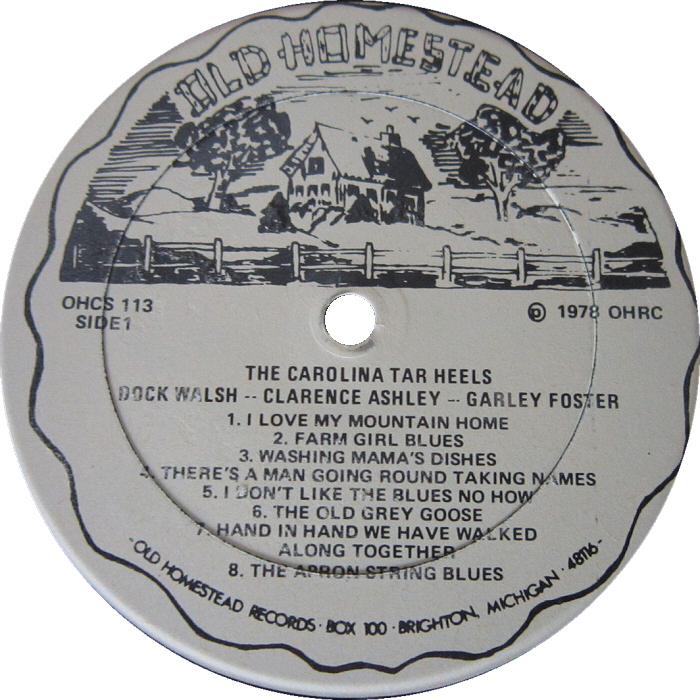 OLD HOMESTEAD
OHCS 113
SIDE1
℗ 1978 OHRC
THE CAROLINA TAR HEELS
DOCK WALSH -- CLARENCE ASHLEY -- GARLEY FOSTER
1. I LOVE MY MOUNTAIN HOME
2. FARM GIRL BLUES
3. WASHING MAMA'S DISHES
4. THERE'S A MAN GOING ROUND TAKING NAMES
5. I DON'T LIKE THE BLUES NO HOW
6. THE OLD GREY GOOSE
7. HAND IN HAND WE HAVE WALKED
ALONG TOGETHER
8. THE APRON STRING BLUES
-OLD HOMESTEAD RECORDS · BOX 100 · BRIGHTON, MICHIGAN · 48116-